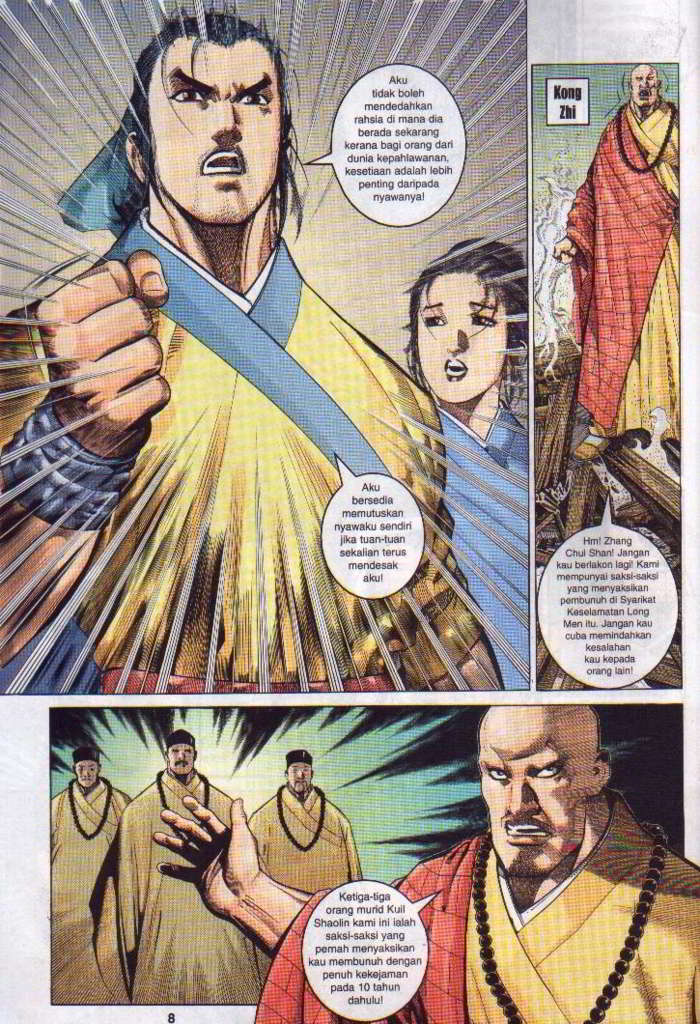 Aku
tidak boleh
mendedahkan
rahsia di mana dia
berada sekarang
kerana orang dari
dunia kepahlawanan,
kesetiaan adalah lebih
penting daripada
nyawanya!
Aku
bersedia
memutuskan
nyawaku sendiri
jika tuan-tuan
sekalian terus
mendesak
aku!
Kong
Zhi
Hm! Zhang
Chui Shan! Jangan
kau berlakon lagi! Kami
mempunyai saksi-saksi
yang menyaksikan
pembunuh di Syarikat
Keselamatan Long
Men itu. Jangan kau
cuba memindahkan
kesalahan
kau kepada
orang lain!
Ketiga-tiga
orang murid Kuil
Shaolin kami ini ialah
saksi-saksi yang
pernah menyaksikan
kau membunuh dengan
penuh kekejaman
pada 10 tahun
dahulu!
8